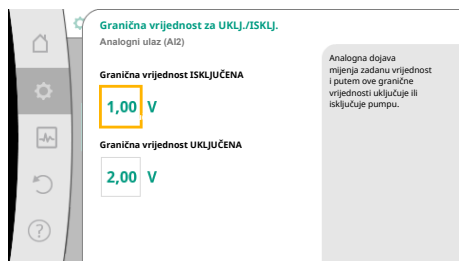 Granična vrijednost za UKLJ./ISKLJ.
Analogni ulaz (AI2)
Granična vrijednost ISKLJUČENA
1,00 V
Granična vrijednost UKLJUČENA
2,00 V
Analogna dojava
mijenja zadanu vrijednost
i putem ove granične
vrijednosti uključuje ili
isključuje pumpu.
?